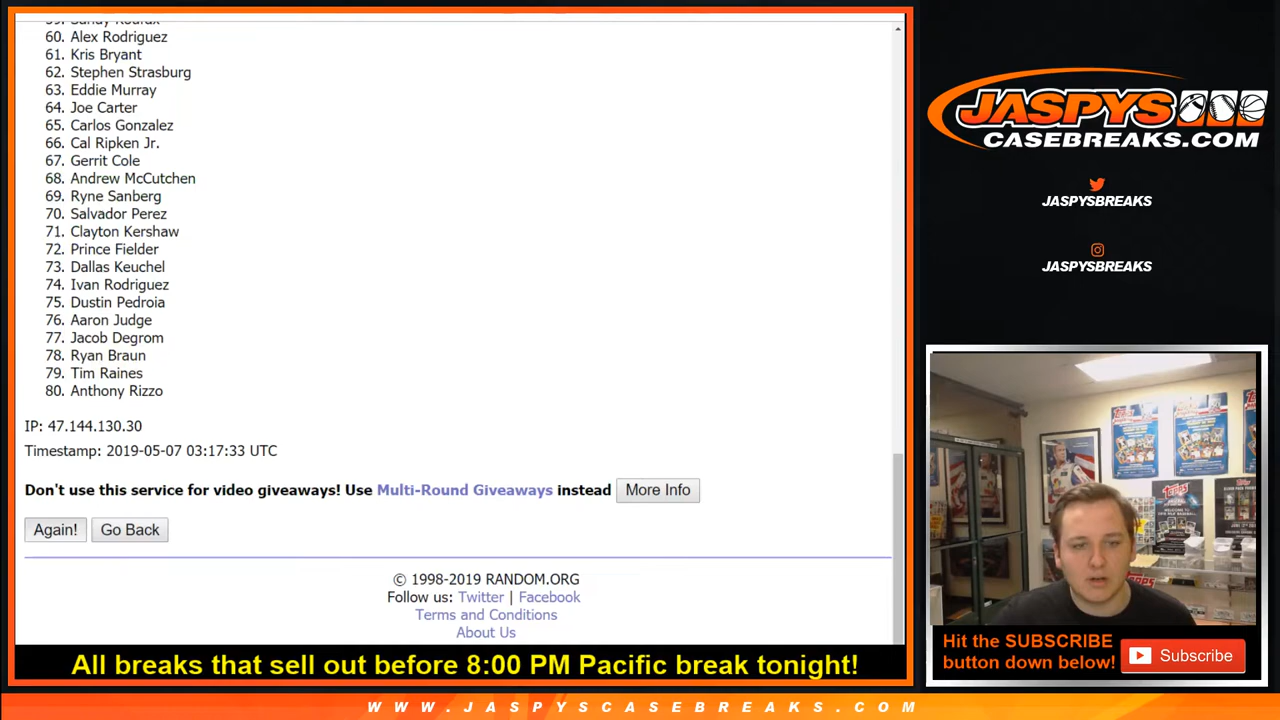 60. Alex Rodriguez
61. Kris Bryant
62. Stephen Strasburg
63. Eddie Murray
64. Joe Carter
65. Carlos Gonzalez
66. Cal Ripken Jr.
67. Gerrit Cole
68. Andrew McCutchen
69. Ryne Sanberg
70. Salvador Perez
71. Clayton Kershaw
72. Prince Fielder
73. Dallas Keuchel
74. Ivan Rodriguez
75. Dustin Pedroia
76. Aaron Judge
77. Jacob Degrom
78. Ryan Braun
79. Tim Raines
80. Anthony Rizzo
IP: 47.144.130.30
Timestamp: 2019-05-07 03:17:33 UTC
Don't use this service for video giveaways! Use Multi-Round Giveaways instead More Info
Again! Go Back
© 1998-2019 RANDOM.ORG
Follow us: Twitter | Facebook
Terms and Conditions
About Us
All breaks that sell out before 8:00 PM Pacific break tonight!
JASPYS
CASEBREAKS.COM
JASPYSBREAKS
JASPYSBREAKS
TOPPS
Hit the SUBSCRIBE
button down below!
Subscribe
WWW.JASPYSCASEBREAKS.COM